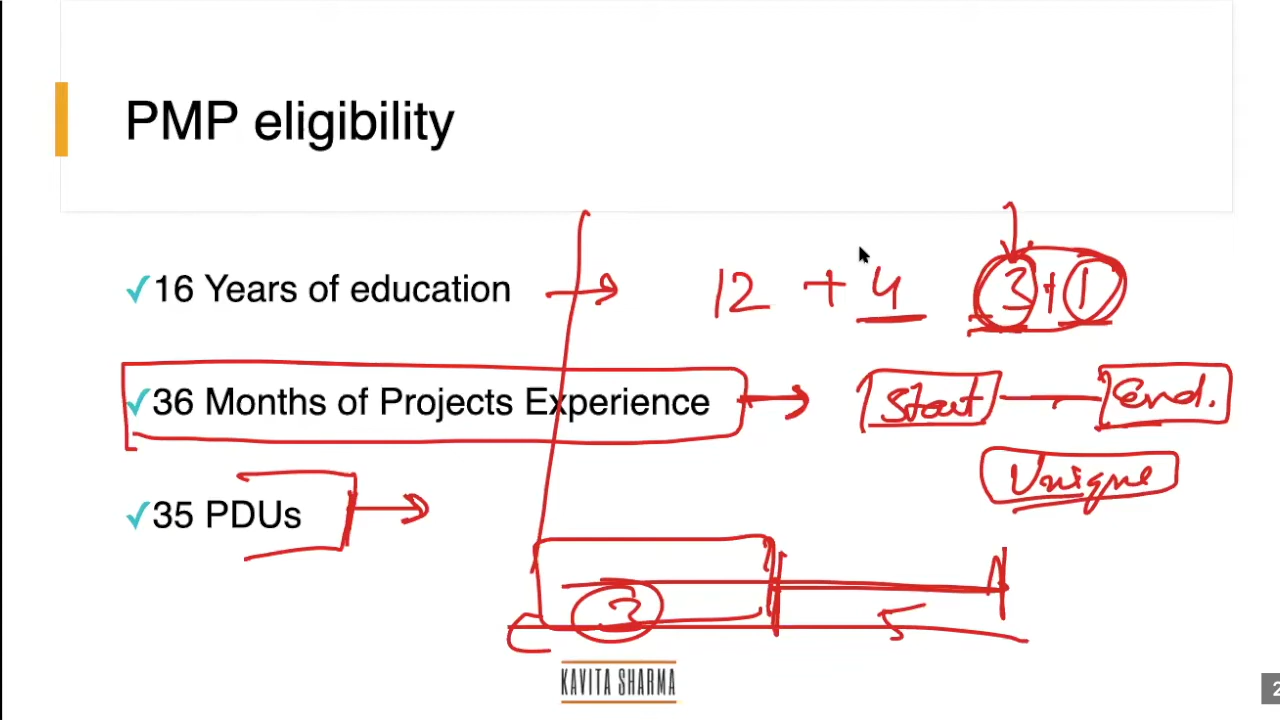 PMP eligibility
✓16 Years of education → 12 + 4 3+1
✓36 Months of Projects Experience → Start — End.
Unique
✓35 PDUs →
3 5
KAVITA SHARMA
2